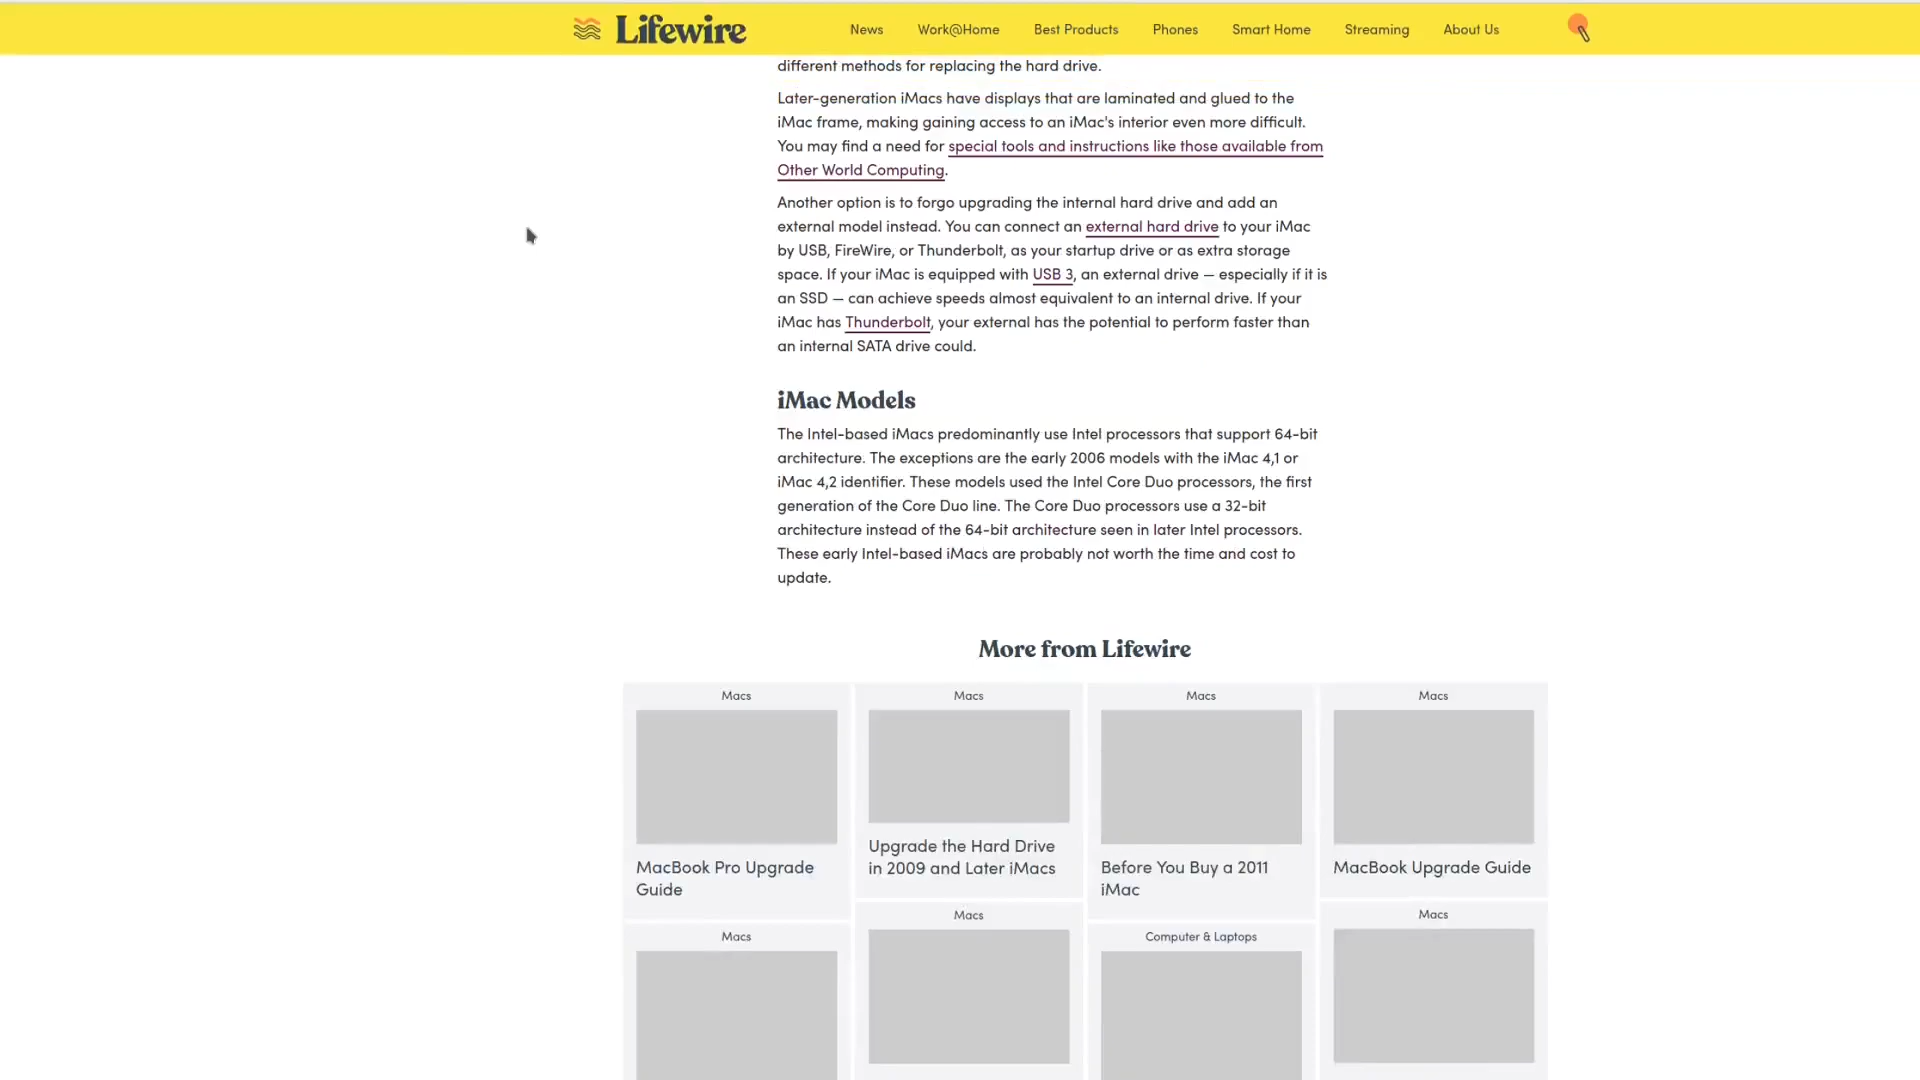 Lifewire
News Work@Home Best Products Phones Smart Home Streaming About Us
different methods for replacing the hard drive.
Later-generation iMacs have displays that are laminated and glued to the
iMac frame, making gaining access to an iMac's interior even more difficult.
You may find a need for special tools and instructions like those available from
Other World Computing.
Another option is to forgo upgrading the internal hard drive and add an
external model instead. You can connect an external hard drive to your iMac
by USB, FireWire, or Thunderbolt, as your startup drive or as extra storage
space. If your iMac is equipped with USB 3, an external drive — especially if it is
an SSD — can achieve speeds almost equivalent to an internal drive. If your
iMac has Thunderbolt, your external has the potential to perform faster than
an internal SATA drive could.
iMac Models
The Intel-based iMacs predominantly use Intel processors that support 64-bit
architecture. The exceptions are the early 2006 models with the iMac 4,1 or
iMac 4,2 identifier. These models used the Intel Core Duo processors, the first
generation of the Core Duo line. The Core Duo processors use a 32-bit
architecture instead of the 64-bit architecture seen in later Intel processors.
These early Intel-based iMacs are probably not worth the time and cost to
update.
More from Lifewire
Macs
MacBook Pro Upgrade
Guide
Macs
Upgrade the Hard Drive
in 2009 and Later iMacs
Macs
Before You Buy a 2011
iMac
Macs
MacBook Upgrade Guide
Macs
Macs
Computer & Laptops
Macs